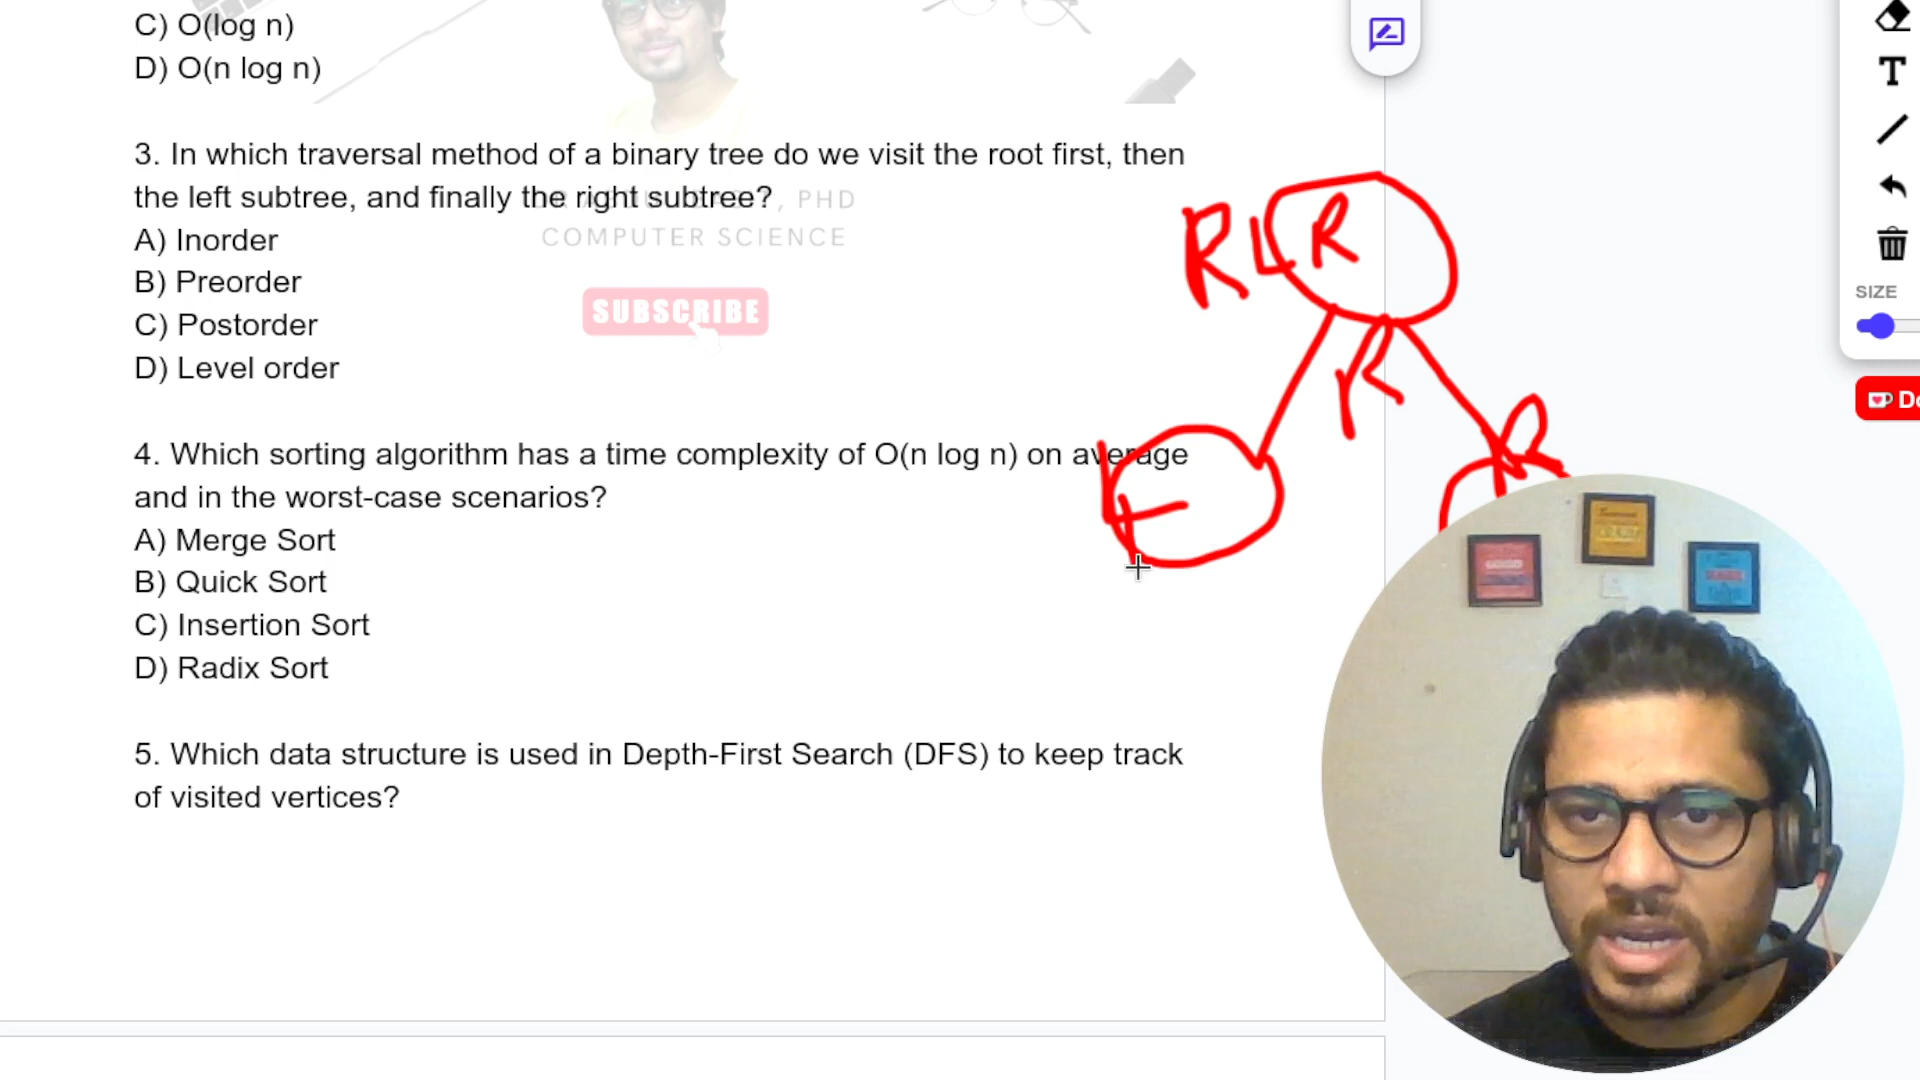 C) O(log n)
D) O(n log n)
3. In which traversal method of a binary tree do we visit the root first, then
the left subtree, and finally the right subtree?
, PHD
COMPUTER SCIENCE
A) Inorder
B) Preorder
C) Postorder
D) Level order
SUBSCRIBE
R L R
R
R
L
4. Which sorting algorithm has a time complexity of O(n log n) on average
and in the worst-case scenarios?
A) Merge Sort
B) Quick Sort
C) Insertion Sort
D) Radix Sort
5. Which data structure is used in Depth-First Search (DFS) to keep track
of visited vertices?
T
SIZE